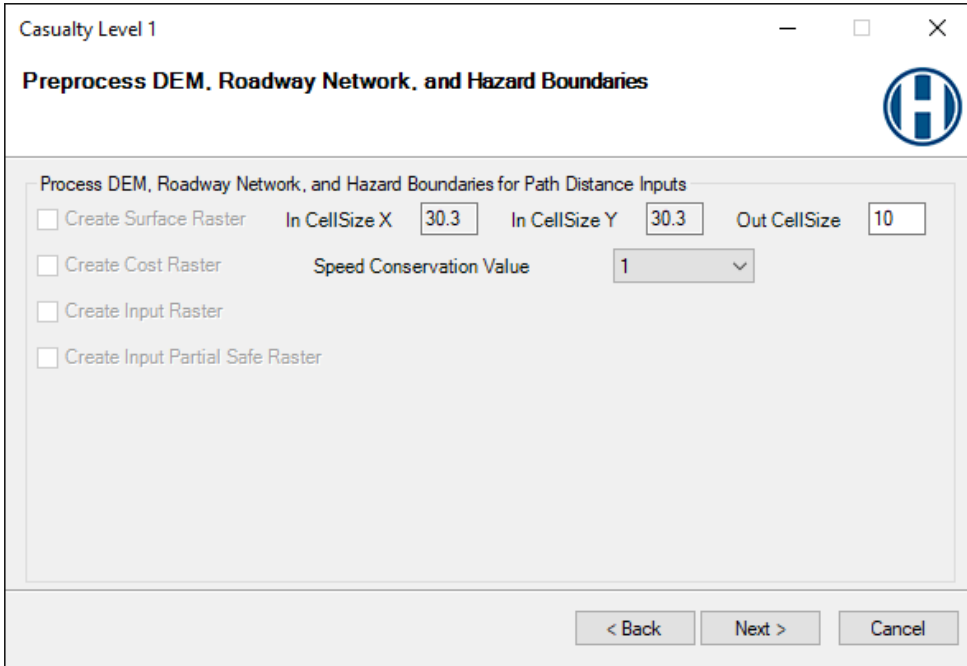 Casualty Level 1
Preprocess DEM, Roadway Network, and Hazard Boundaries
H
Process DEM, Roadway Network, and Hazard Boundaries for Path Distance Inputs
Create Surface Raster In CellSize X 30.3 In CellSize Y 30.3 Out CellSize 10
Create Cost Raster Speed Conservation Value 1
Create Input Raster
Create Input Partial Safe Raster
< Back Next > Cancel